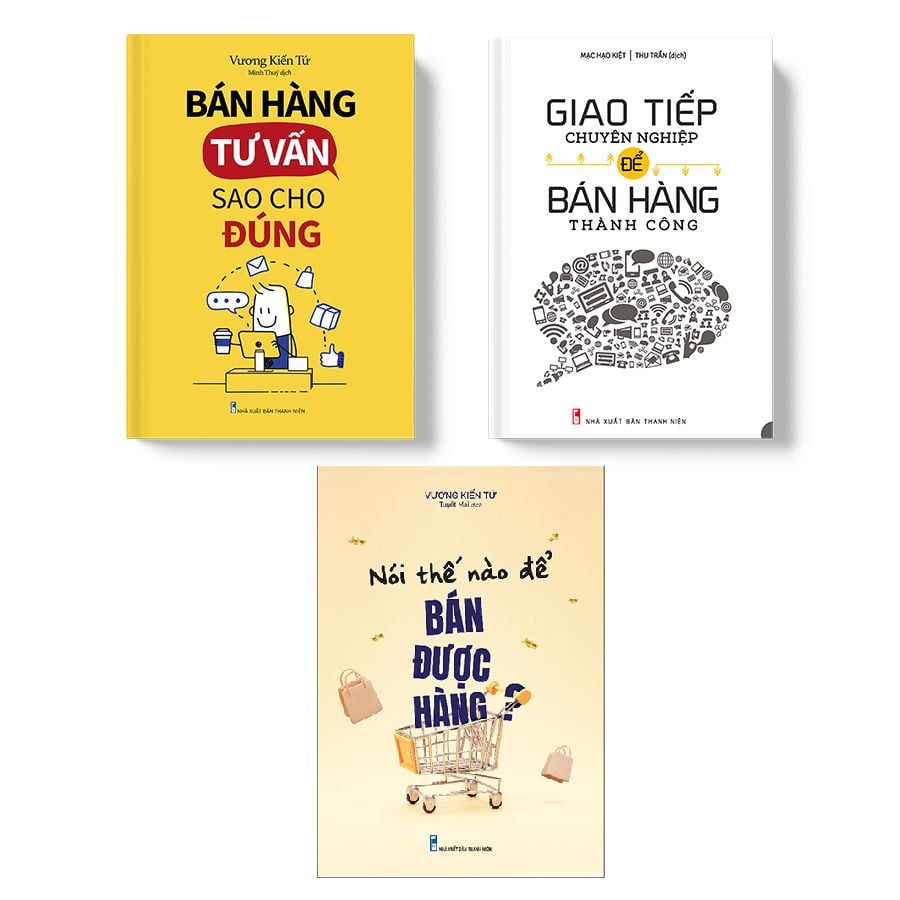 Vương Kiến Tứ
Minh Thuý dịch
BÁN HÀNG
TƯ VẤN
SAO CHO
ĐÚNG
NHÀ XUẤT BẢN THANH NIÊN
MẠC HẠO KIỆT | THU TRẦN (dịch)
GIAO TIẾP
CHUYÊN NGHIỆP
ĐỂ
BÁN HÀNG
THÀNH CÔNG
NHÀ XUẤT BẢN THANH NIÊN
VƯƠNG KIẾN TỨ
Tuyết Mai dịch
Nói thế nào để
BÁN
ĐƯỢC
HÀNG ?
NHÀ XUẤT BẢN THANH NIÊN